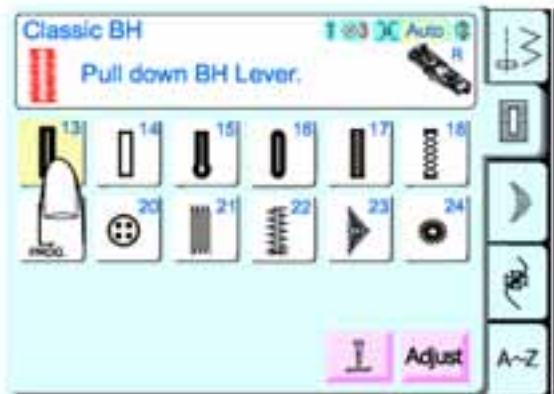 Classic BH
3 Auto
R
Pull down BH Lever.
13 14 15 16 17 18
PROG. 20 21 22 23 24
Adjust
A~Z